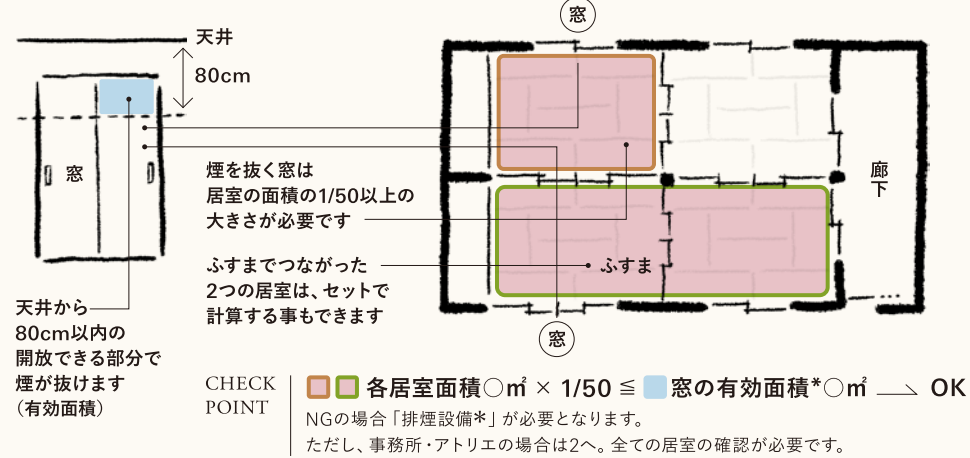 天井
80cm
窓
窓
煙を抜く窓は
居室の面積の1/50以上の
大きさが必要です
廊下
ふすまでつながった
2つの居室は、セットで
計算する事もできます
ふすま
窓
天井から
80cm以内の
開放できる部分で
煙が抜けます
（有効面積）
CHECK
POINT
各居室面積○㎡ × 1/50 ≦ 窓の有効面積*○㎡ OK
NGの場合「排煙設備*」が必要となります。
ただし、事務所・アトリエの場合は2へ。全ての居室の確認が必要です。